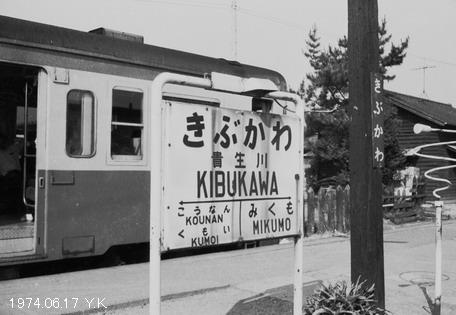 きぶかわ
貴生川
KIBUKAWA
こうなん
KOUNAN
くもい
KUMOI
みくも
MIKUMO
きぶかわ
1974.06.17 Y.K